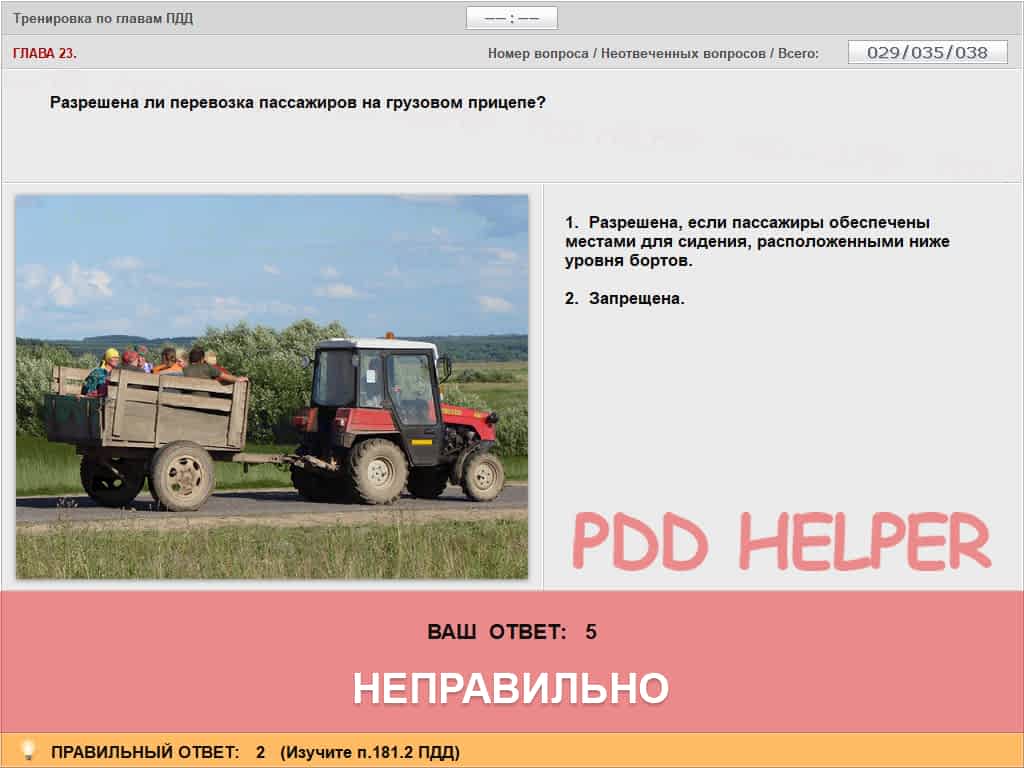 Тренировка по главам ПДД
–– : ––
ГЛАВА 23.
Номер вопроса / Неотвеченных вопросов / Всего:
029/035/038
Разрешена ли перевозка пассажиров на грузовом прицепе?
1. Разрешена, если пассажиры обеспечены
местами для сидения, расположенными ниже
уровня бортов.
2. Запрещена.
PDD HELPER
ВАШ ОТВЕТ: 5
НЕПРАВИЛЬНО
ПРАВИЛЬНЫЙ ОТВЕТ: 2 (Изучите п.181.2 ПДД)